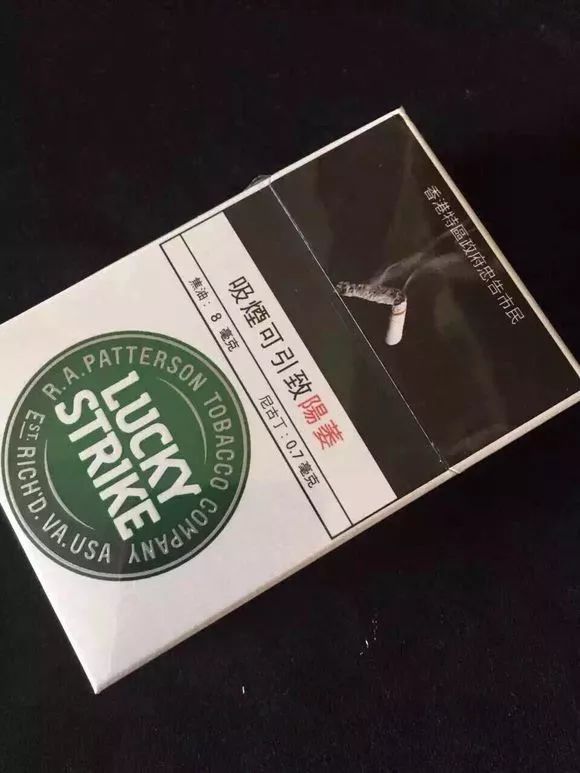 香港特區政府忠告市民
吸煙可引致陽萎
焦油：8 毫克 尼古丁：0.7 毫克
R.A.PATTERSON TOBACCO COMPANY
LUCKY
STRIKE
EST. RICH'D. VA. USA